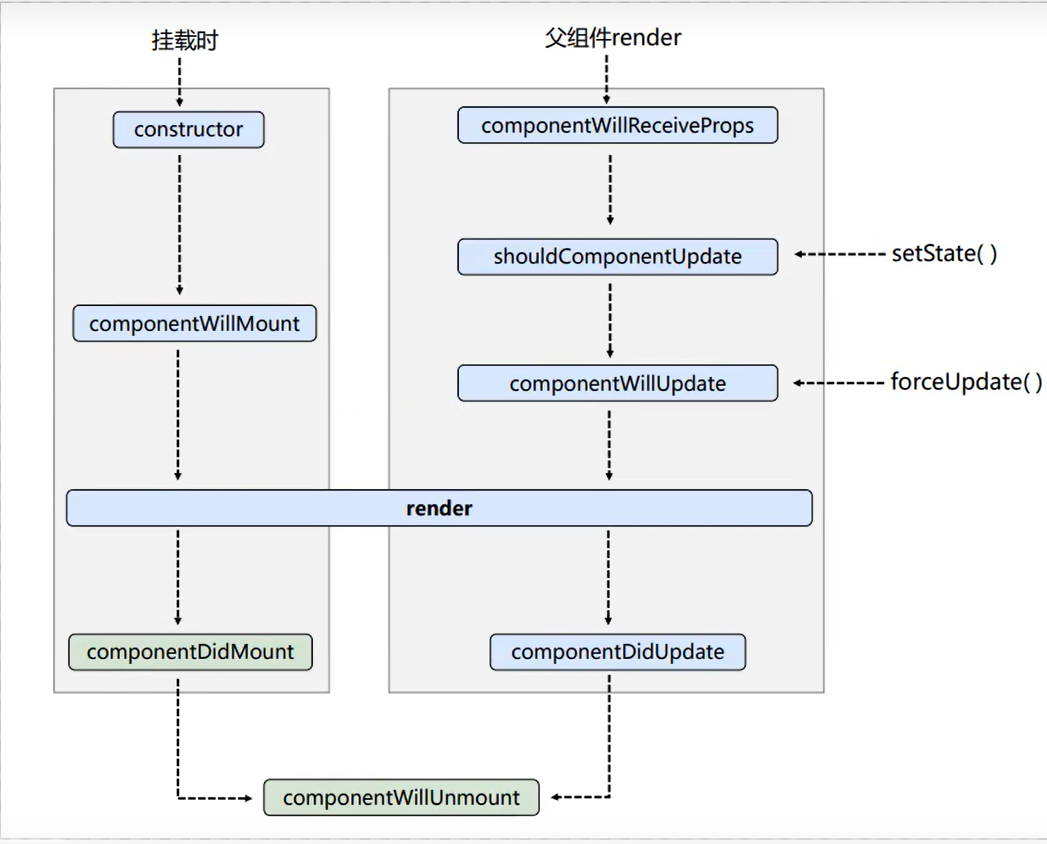 挂载时
父组件render
constructor
componentWillReceiveProps
shouldComponentUpdate
setState( )
componentWillMount
componentWillUpdate
forceUpdate( )
render
componentDidMount
componentDidUpdate
componentWillUnmount